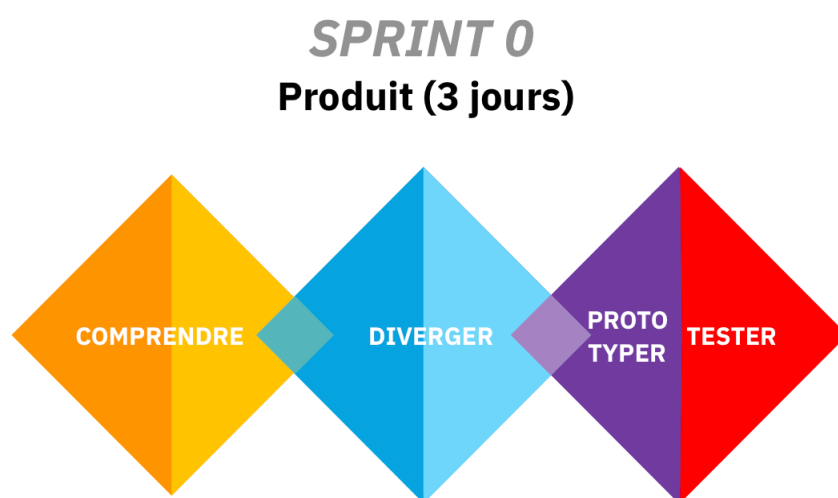 SPRINT 0
Produit (3 jours)
COMPRENDRE
DIVERGER
PROTO
TYPER
TESTER